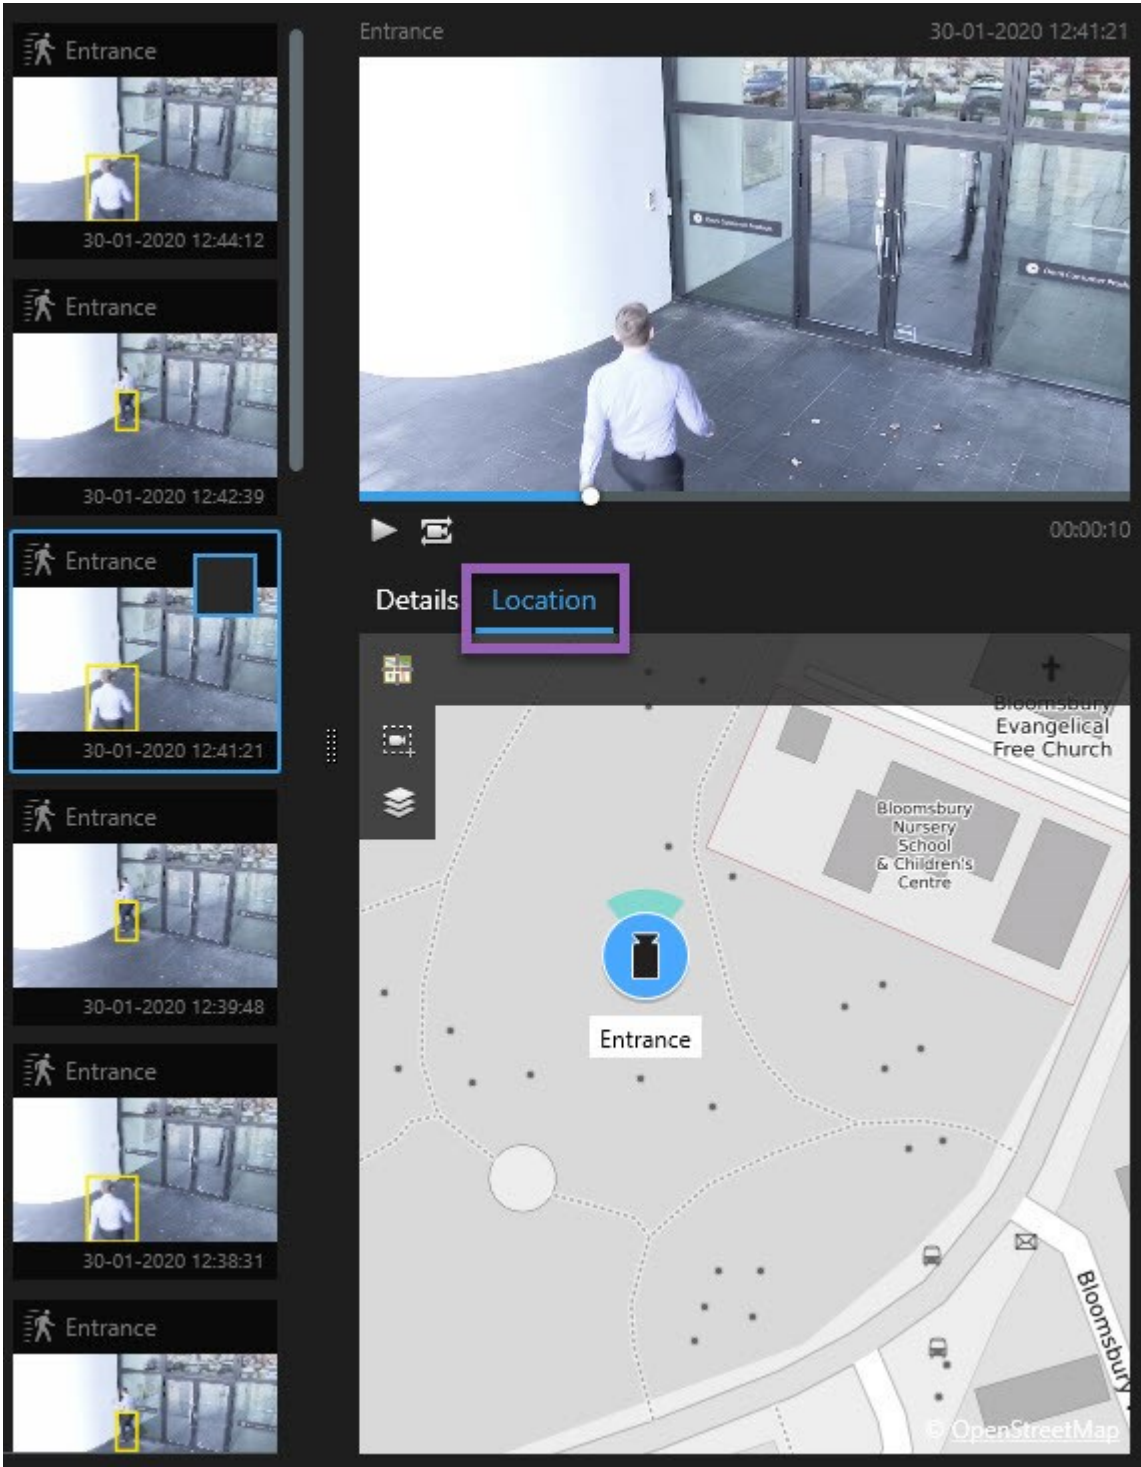 Entrance
30-01-2020 12:44:12
Entrance
30-01-2020 12:42:39
Entrance
30-01-2020 12:41:21
Entrance
30-01-2020 12:39:48
Entrance
30-01-2020 12:38:31
Entrance
Entrance
30-01-2020 12:41:21
00:00:10
Details
Location
Bloomsbury
Evangelical
Free Church
Bloomsbury
Nursery
School
& Children's
Centre
Entrance
Bloomsbury
© OpenStreetMap